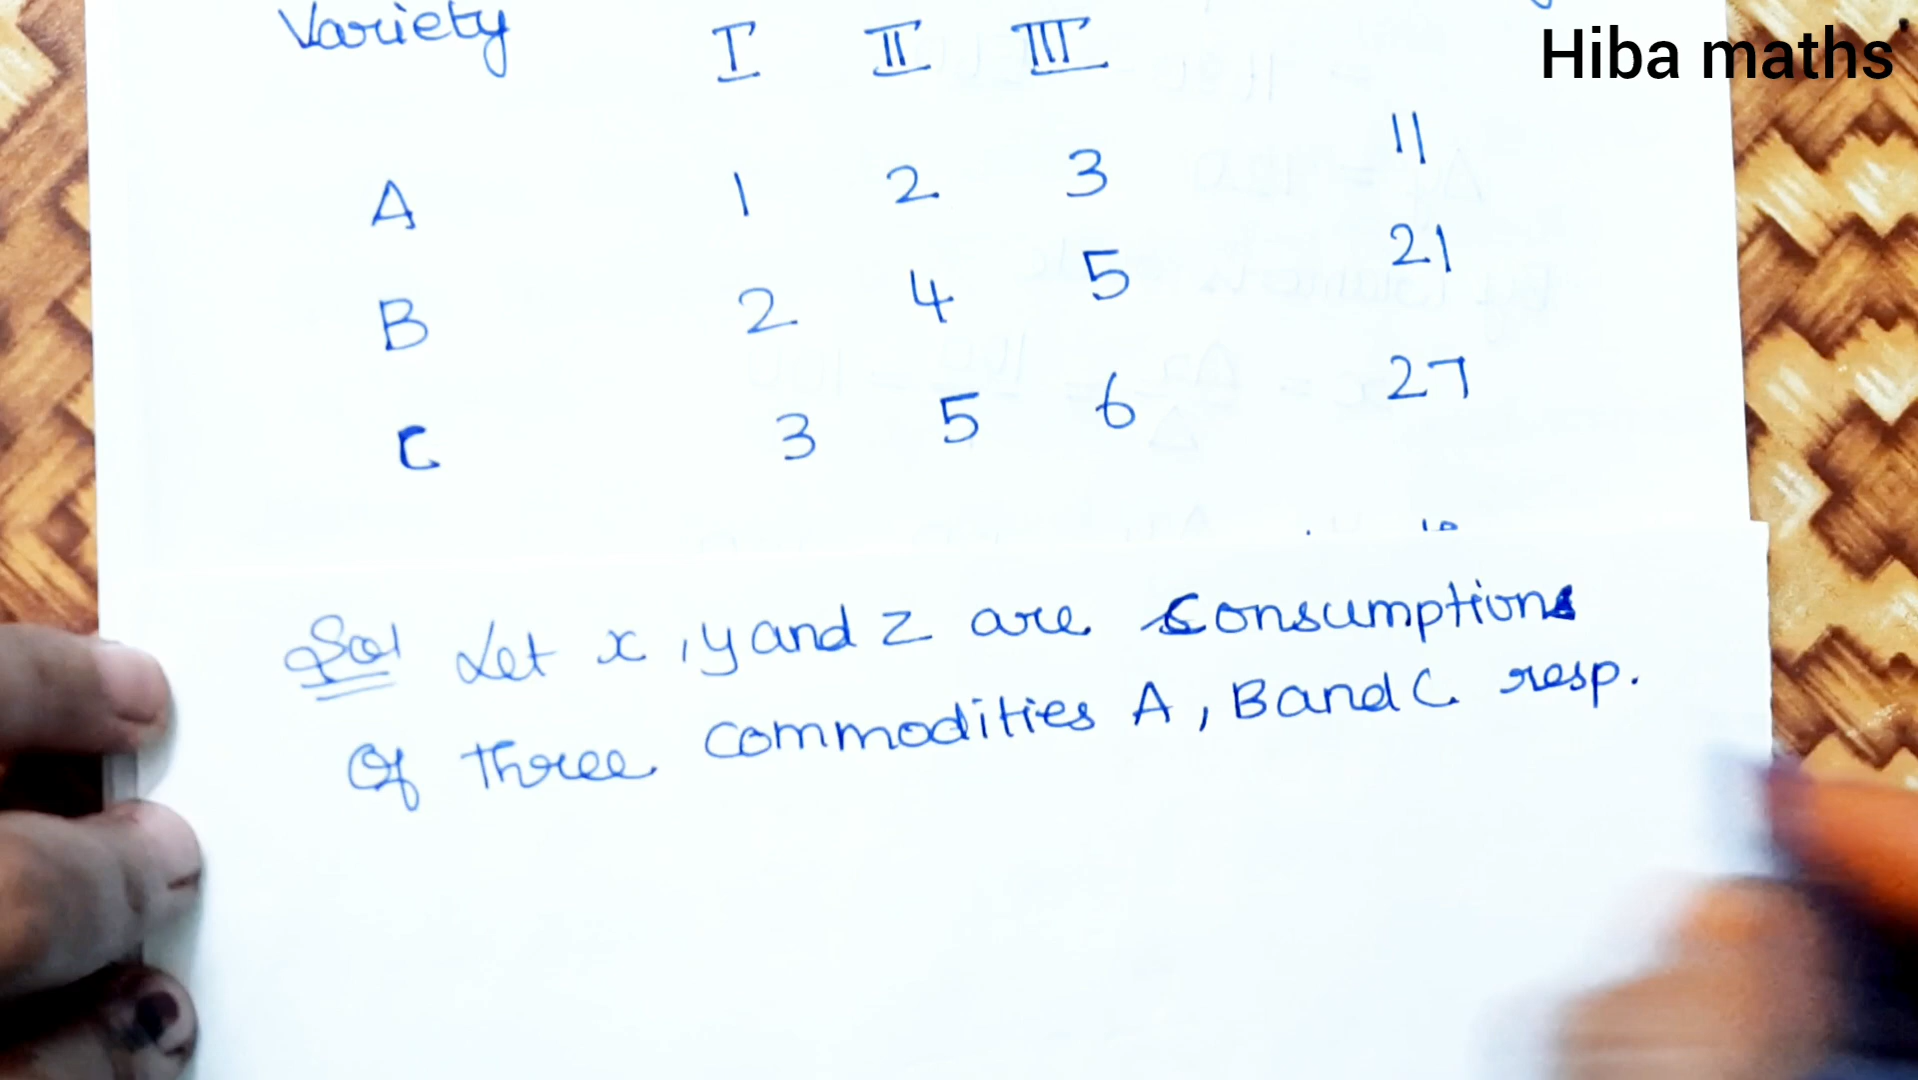 Variety I II III
Hiba maths
A 1 2 3 11
B 2 4 5 21
C 3 5 6 27
Sol Let x, y and z are consumptions
of three commodities A, B and C resp.